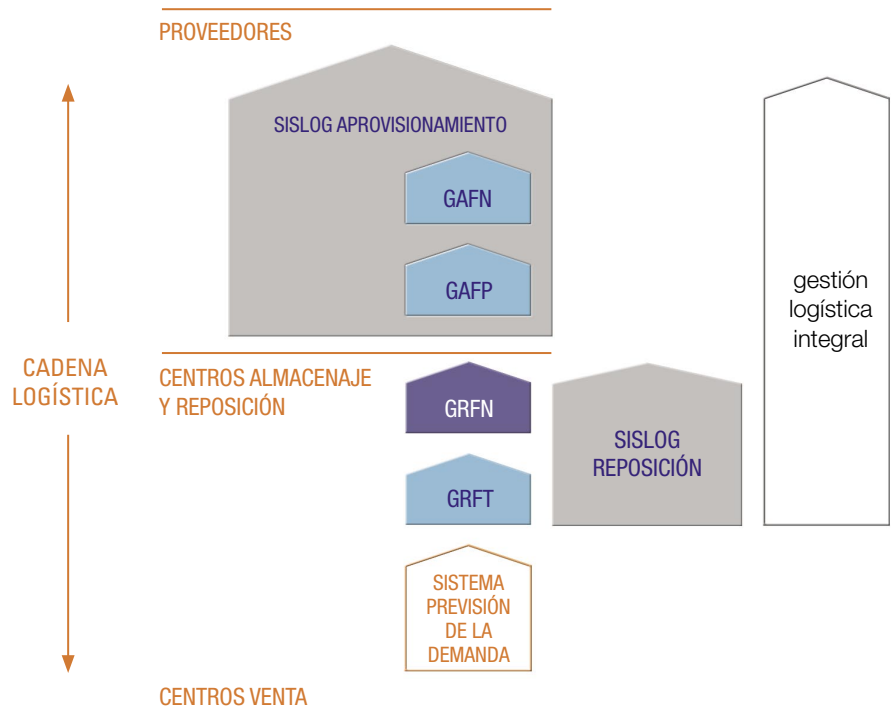 PROVEEDORES
SISLOG APROVISIONAMIENTO
GAFN
GAFP
gestión
logística
integral
CADENA
LOGÍSTICA
CENTROS ALMACENAJE
Y REPOSICIÓN
GRFN
SISLOG
REPOSICIÓN
GRFT
SISTEMA
PREVISIÓN
DE LA
DEMANDA
CENTROS VENTA